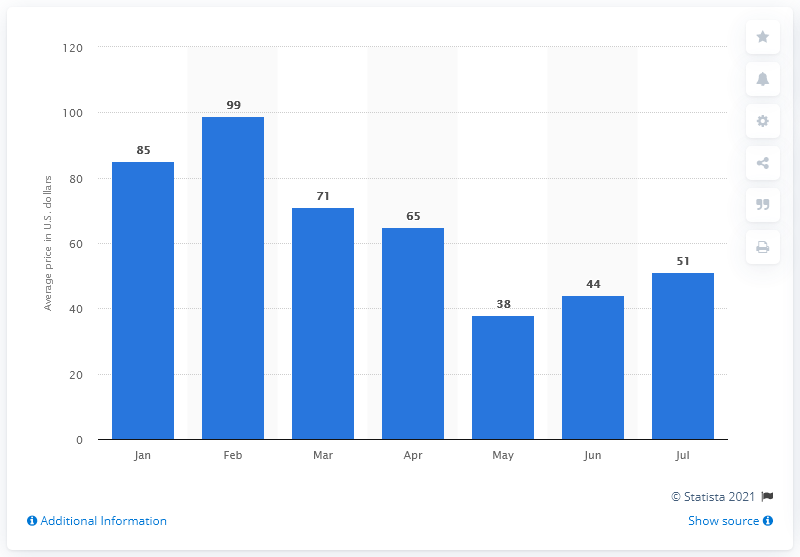 Average price in U.S. dollars
120
100
80
60
40
20
0
85
99
71
65
38
44
51
Jan
Feb
Mar
Apr
May
Jun
Jul
© Statista 2021
Additional Information
Show source